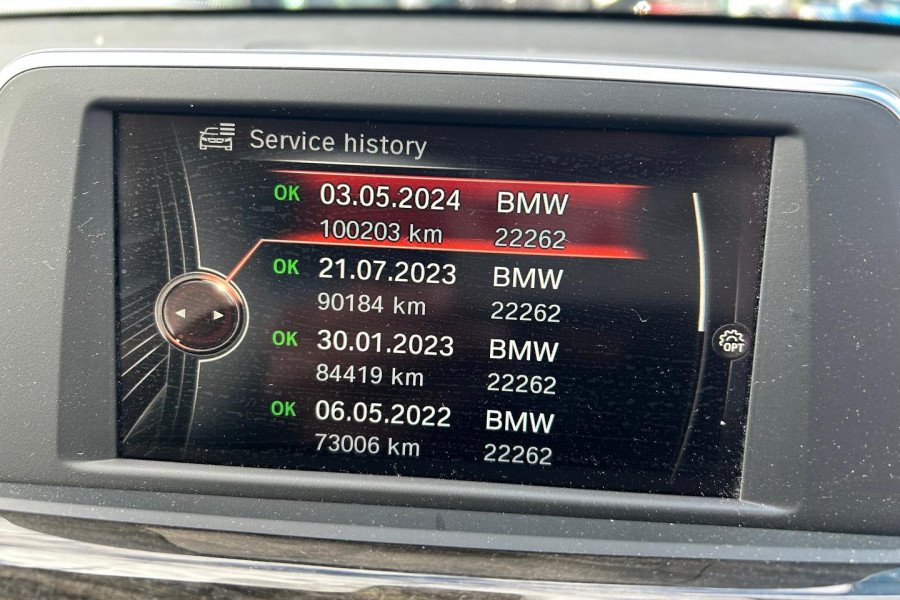 Service history
OK 03.05.2024 BMW
100203 km 22262
OK 21.07.2023 BMW
90184 km 22262
OK 30.01.2023 BMW
84419 km 22262
OK 06.05.2022 BMW
73006 km 22262
OPT